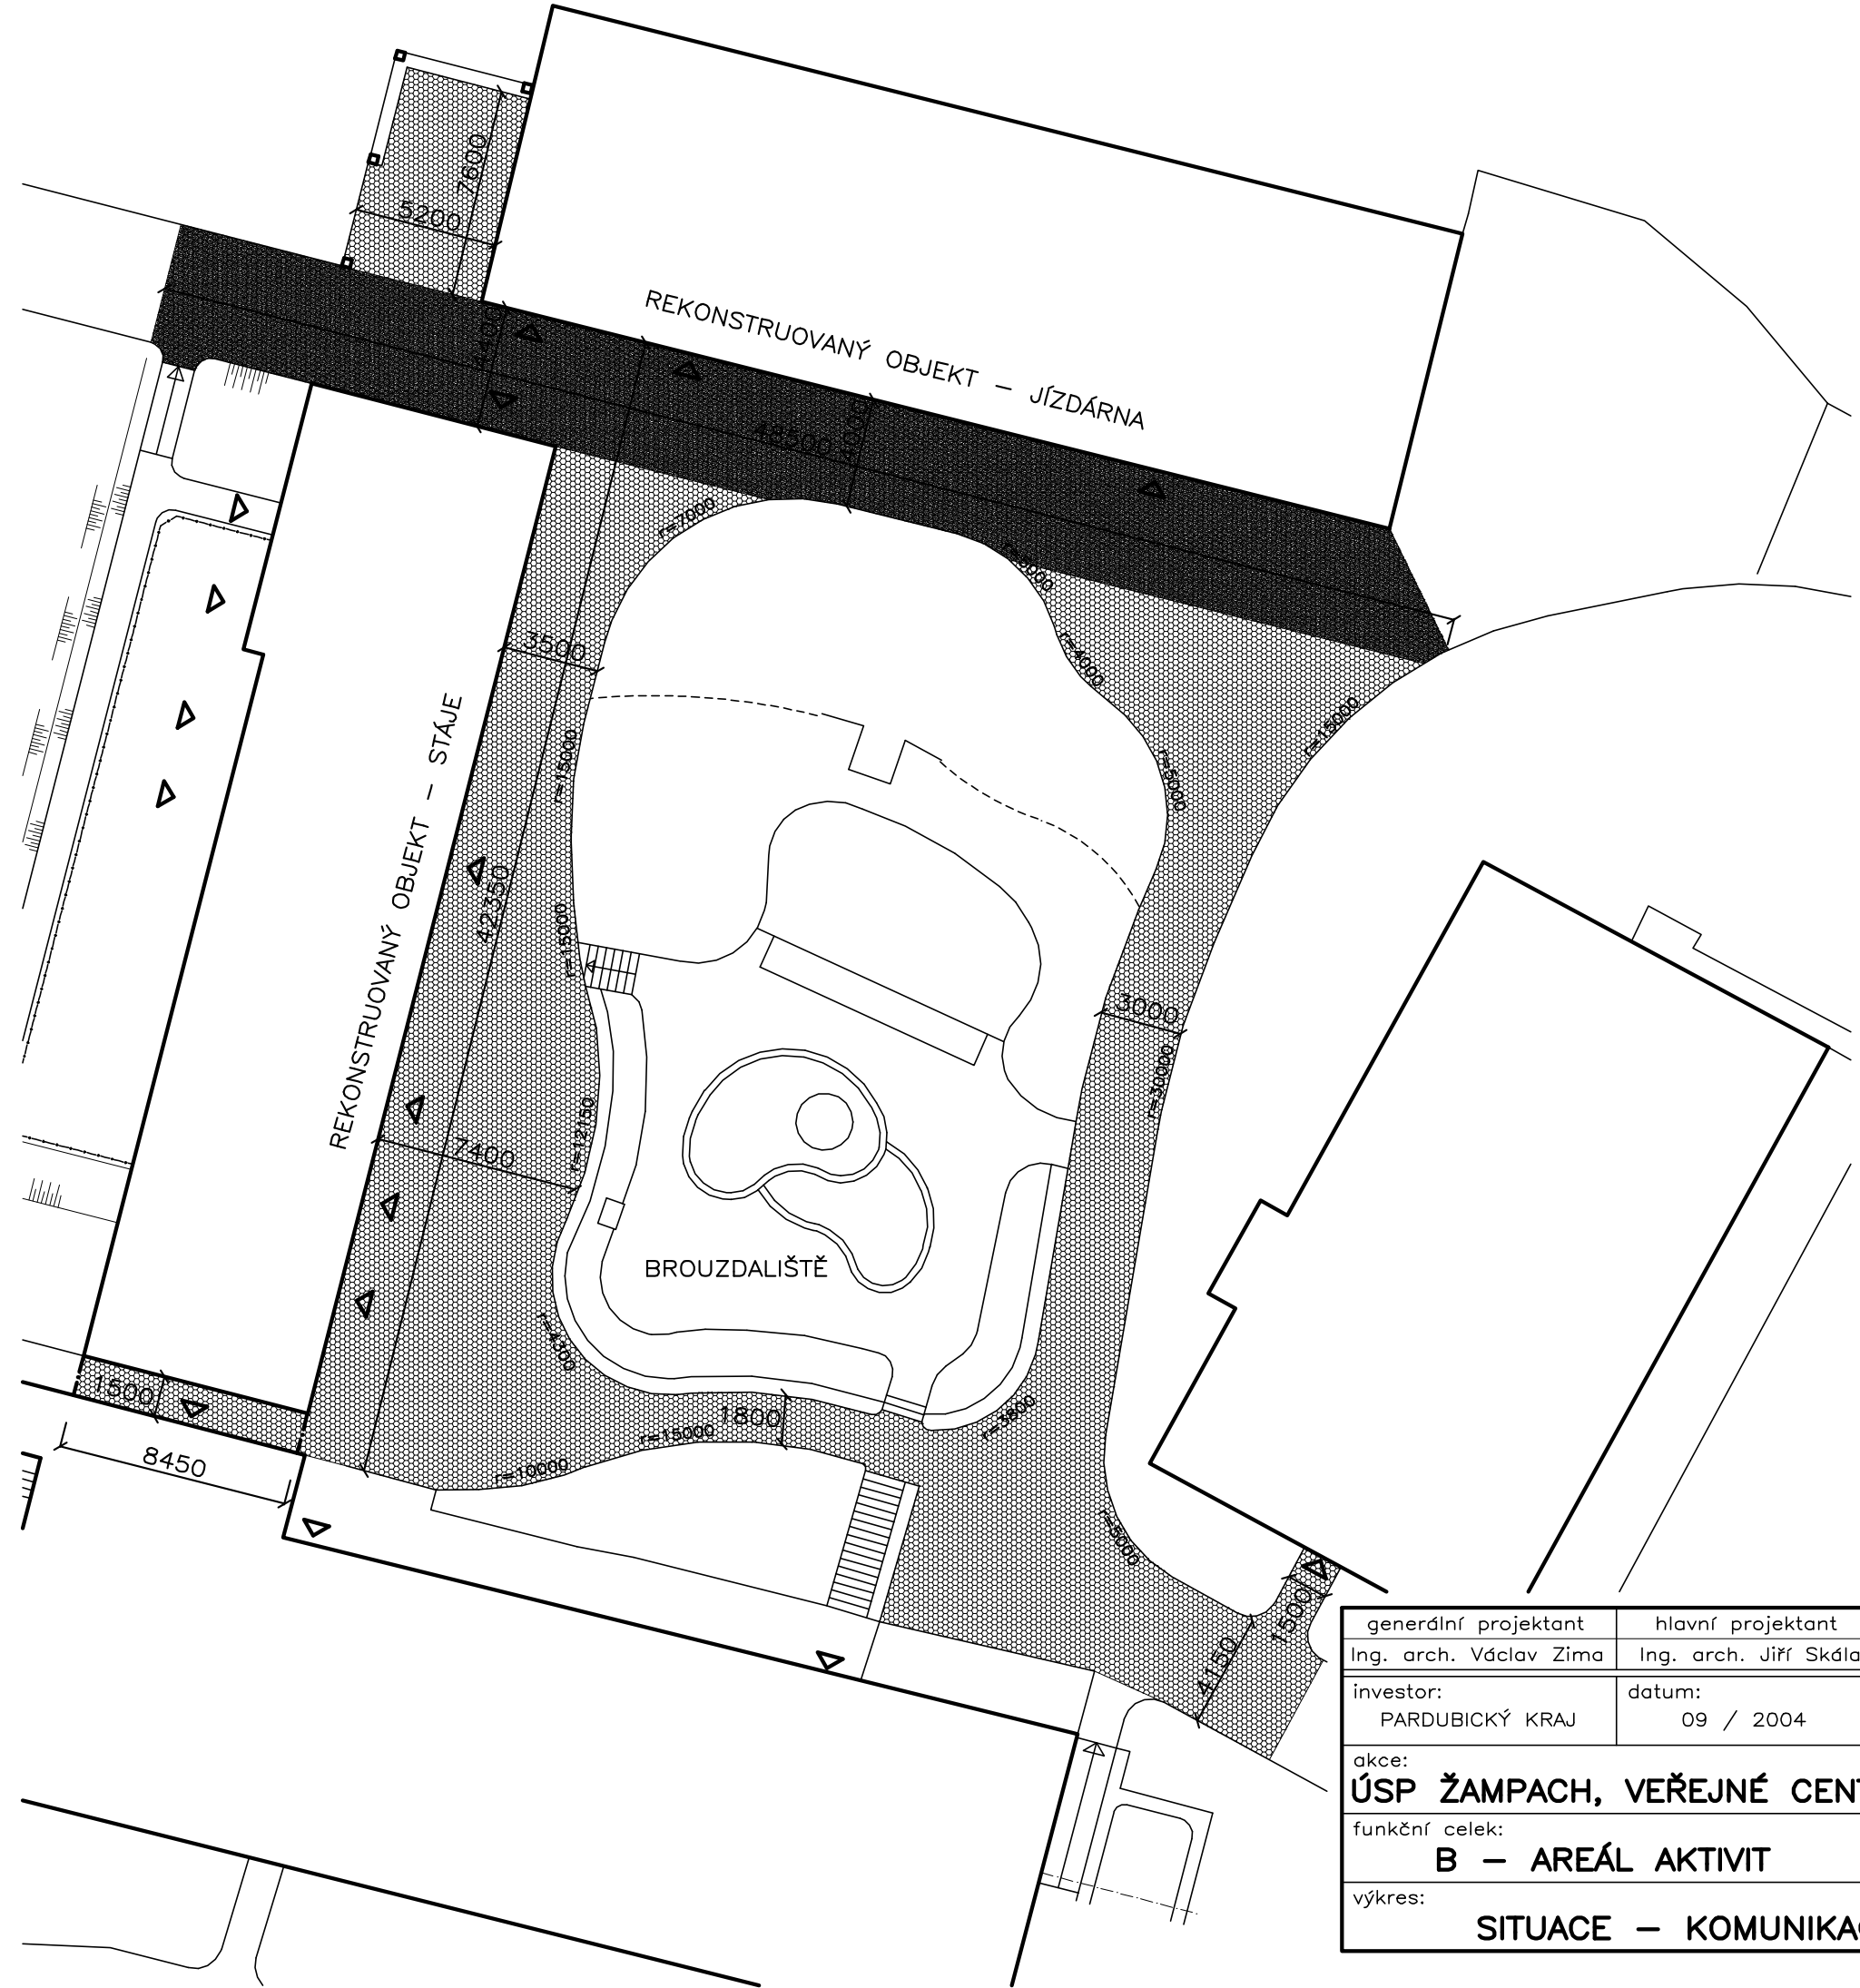 7600
5200
4400
REKONSTRUOVANÝ OBJEKT – JÍZDÁRNA
48500
4000
r=7000
r=5000
3500
r=4000
r=15000
r=15000
r=5000
REKONSTRUOVANÝ OBJEKT – STÁJE
42350
r=15000
3000
r=30000
r=12150
7400
BROUZDALIŠTĚ
r=4300
1500
1800
r=3800
r=15000
8450
r=10000
r=5000
1500
4150
generální projektant
hlavní projektant
Ing. arch. Václav Zima
Ing. arch. Jiří Skála
investor:
datum:
PARDUBICKÝ KRAJ
09 / 2004
akce:
ÚSP ŽAMPACH, VEŘEJNÉ CENT
funkční celek:
B – AREÁL AKTIVIT
výkres:
SITUACE – KOMUNIKA